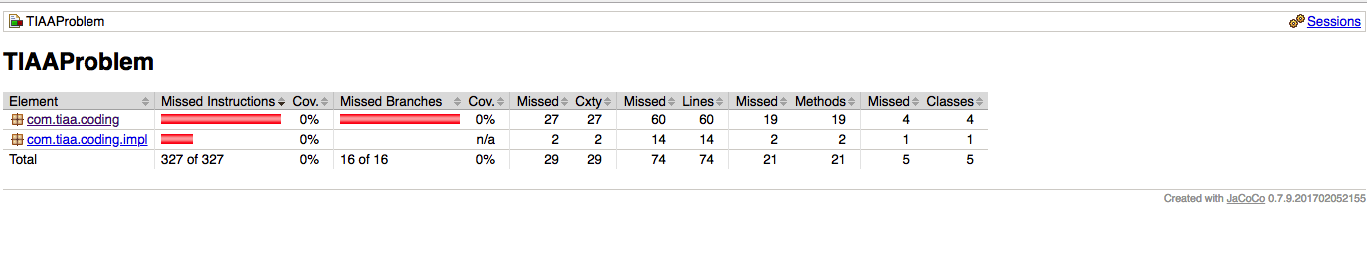 TIAAProblem Sessions
TIAAProblem
Element Missed Instructions Cov. Missed Branches Cov. Missed Cxty Missed Lines Missed Methods Missed Classes
com.tiaa.coding 0% 0% 27 27 60 60 19 19 4 4
com.tiaa.coding.impl 0% n/a 2 2 14 14 2 2 1 1
Total 327 of 327 0% 16 of 16 0% 29 29 74 74 21 21 5 5
Created with JaCoCo 0.7.9.201702052155